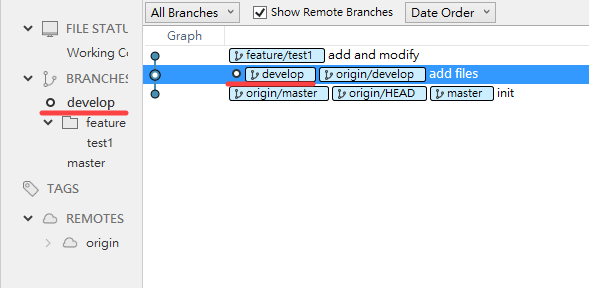 All Branches
Show Remote Branches
Date Order
Graph
FILE STATU
Working Co
BRANCHES
develop
feature
test1
master
TAGS
REMOTES
origin
feature/test1 add and modify
develop origin/develop add files
origin/master origin/HEAD master init